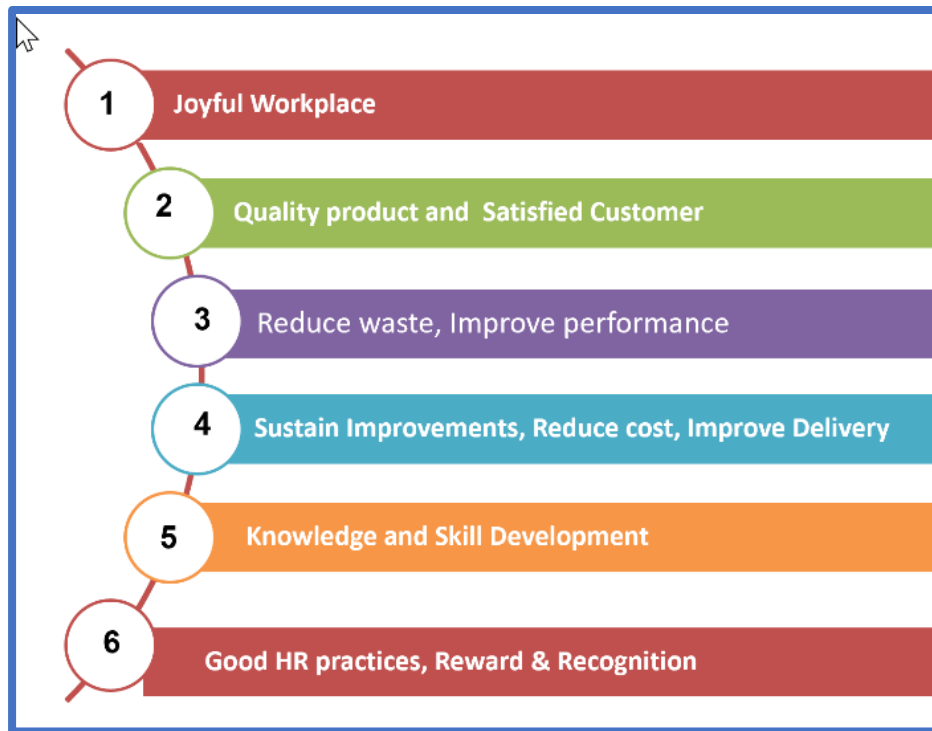 1
Joyful Workplace
2
Quality product and Satisfied Customer
3
Reduce waste, Improve performance
4
Sustain Improvements, Reduce cost, Improve Delivery
5
Knowledge and Skill Development
6
Good HR practices, Reward & Recognition